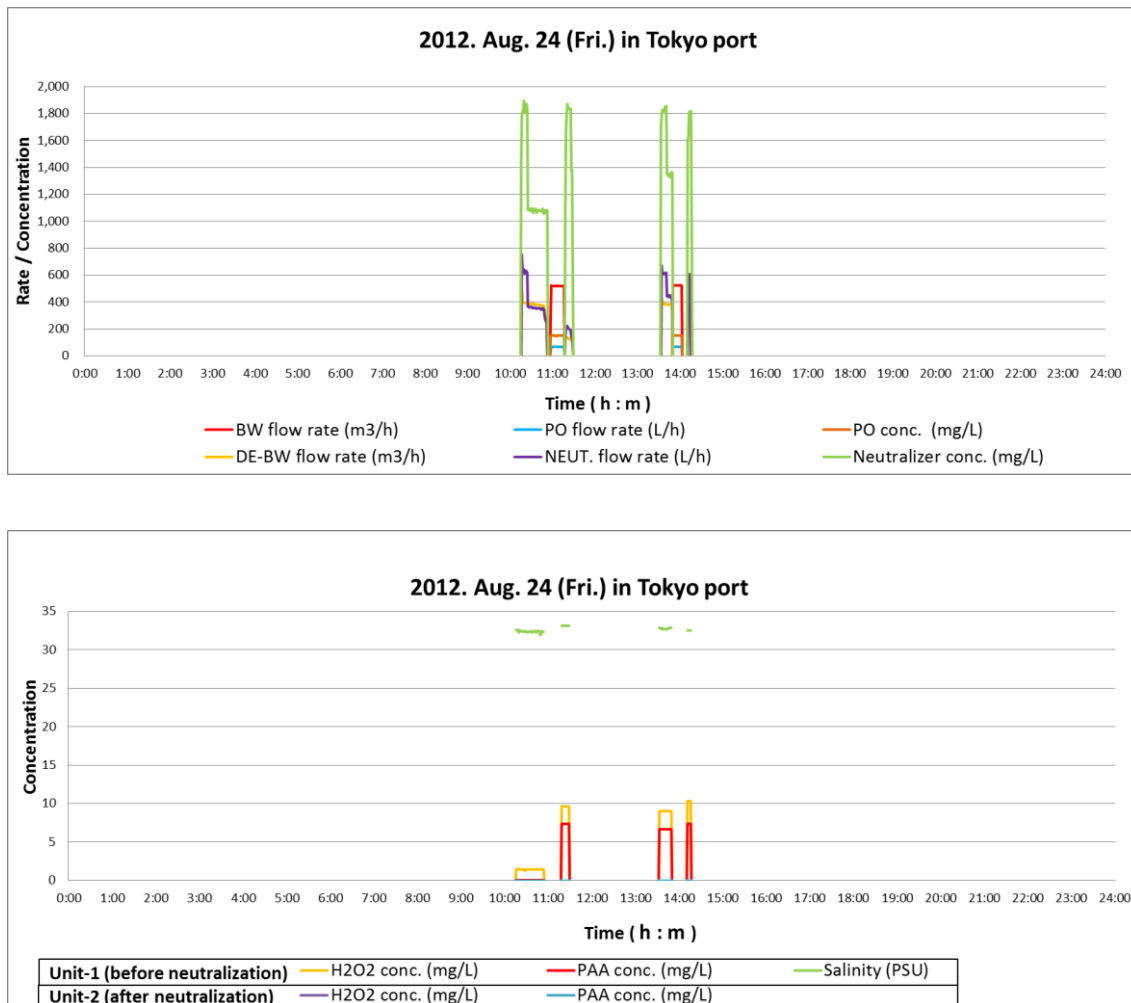 2012. Aug. 24 (Fri.) in Tokyo port
Rate / Concentration
2,000
1,800
1,600
1,400
1,200
1,000
800
600
400
200
0
0:00 1:00 2:00 3:00 4:00 5:00 6:00 7:00 8:00 9:00 10:00 11:00 12:00 13:00 14:00 15:00 16:00 17:00 18:00 19:00 20:00 21:00 22:00 23:00 24:00
Time ( h : m )
BW flow rate (m3/h) PO flow rate (L/h) PO conc. (mg/L)
DE-BW flow rate (m3/h) NEUT. flow rate (L/h) Neutralizer conc. (mg/L)
2012. Aug. 24 (Fri.) in Tokyo port
Concentration
35
30
25
20
15
10
5
0
0:00 1:00 2:00 3:00 4:00 5:00 6:00 7:00 8:00 9:00 10:00 11:00 12:00 13:00 14:00 15:00 16:00 17:00 18:00 19:00 20:00 21:00 22:00 23:00 24:00
Time ( h : m )
Unit-1 (before neutralization) H2O2 conc. (mg/L) PAA conc. (mg/L) Salinity (PSU)
Unit-2 (after neutralization) H2O2 conc. (mg/L) PAA conc. (mg/L)